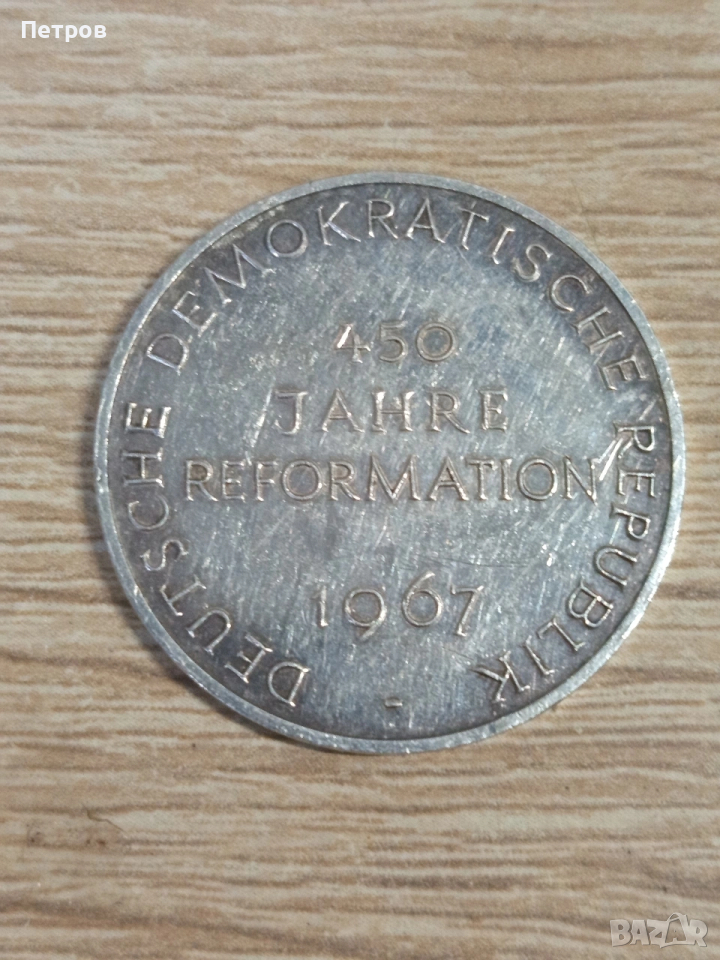 Петров
DEUTSCHE DEMOKRATISCHE REPUBLIK
450
JAHRE
REFORMATION
1967
BAZAR